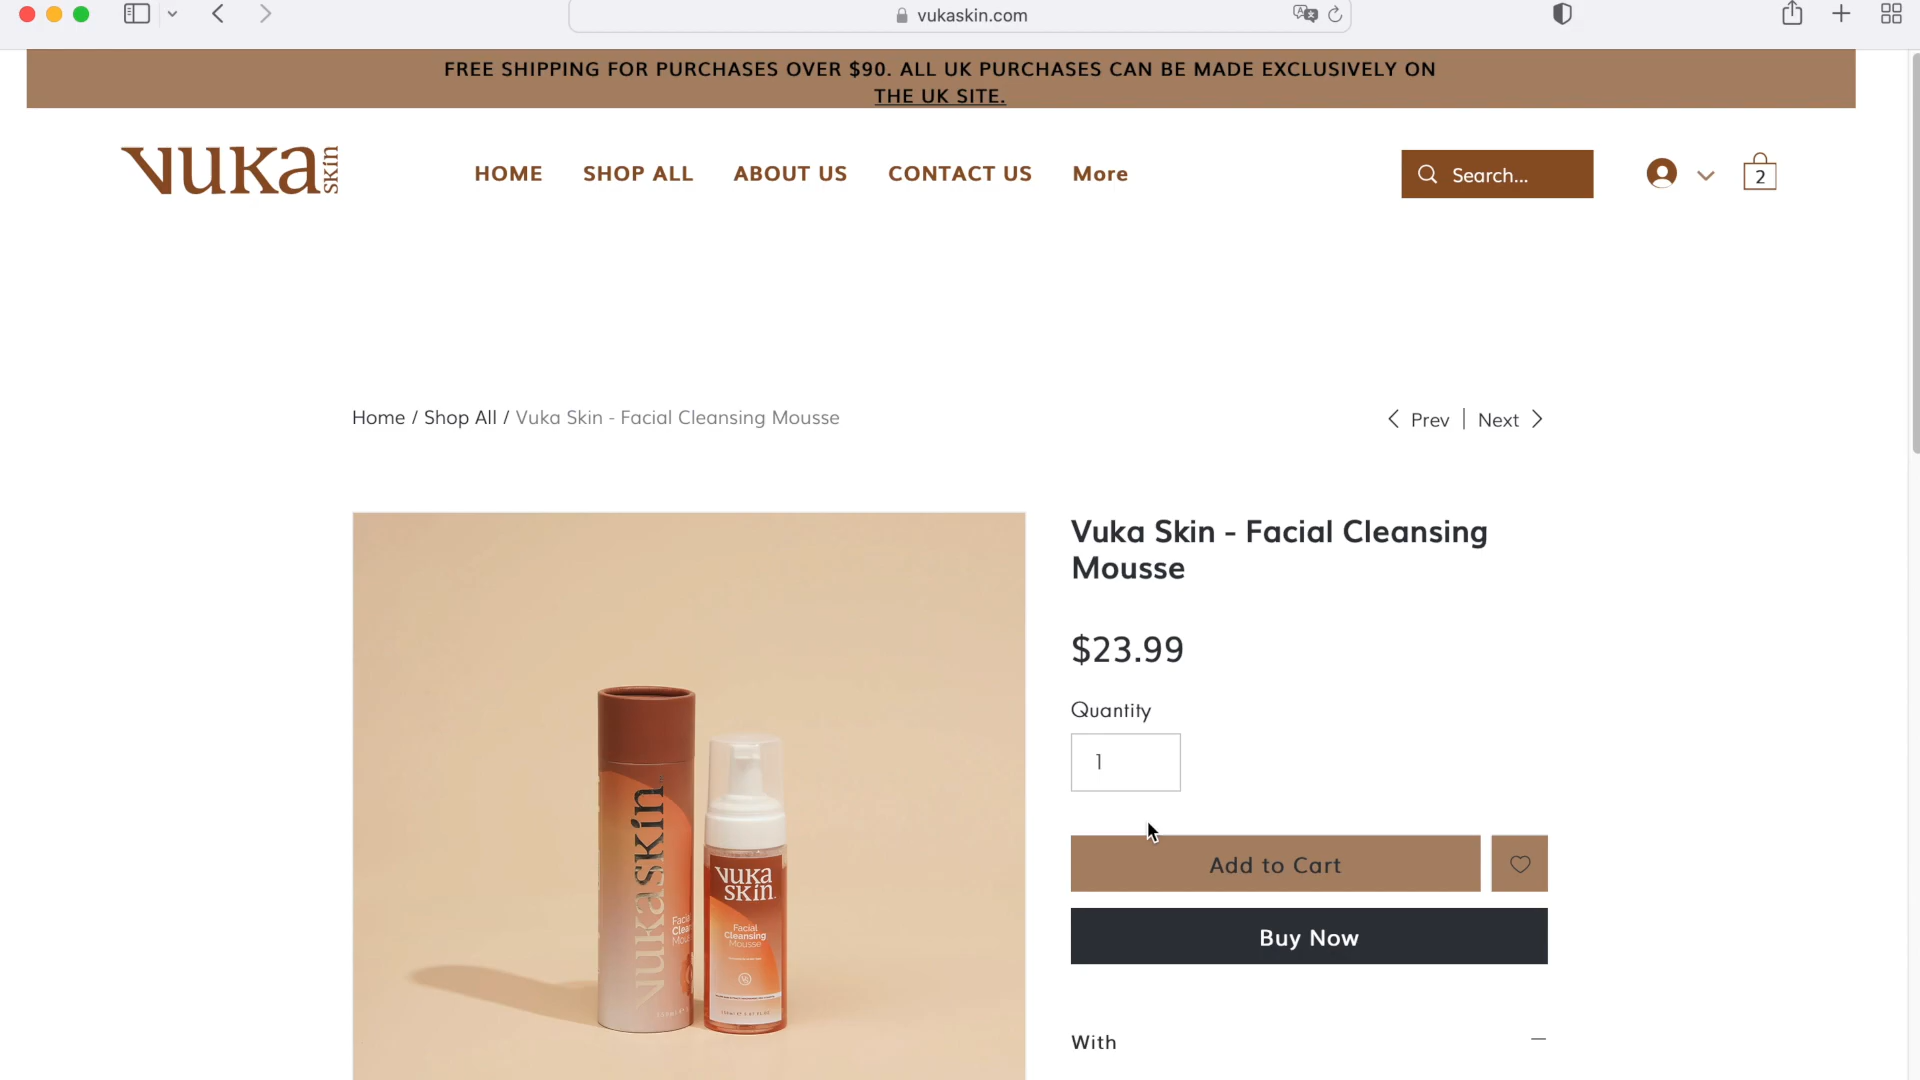 vukaskin.com
FREE SHIPPING FOR PURCHASES OVER $90. ALL UK PURCHASES CAN BE MADE EXCLUSIVELY ON
THE UK SITE.
vuka skin
HOME SHOP ALL ABOUT US CONTACT US More
Search...
2
Home / Shop All / Vuka Skin - Facial Cleansing Mousse
Prev | Next
Vuka Skin - Facial Cleansing
Mousse
$23.99
Quantity
1
Add to Cart
Buy Now
With
vukaskin
Facia
Clea
Mou
vuka
skin
Facial
Cleansing
Mousse